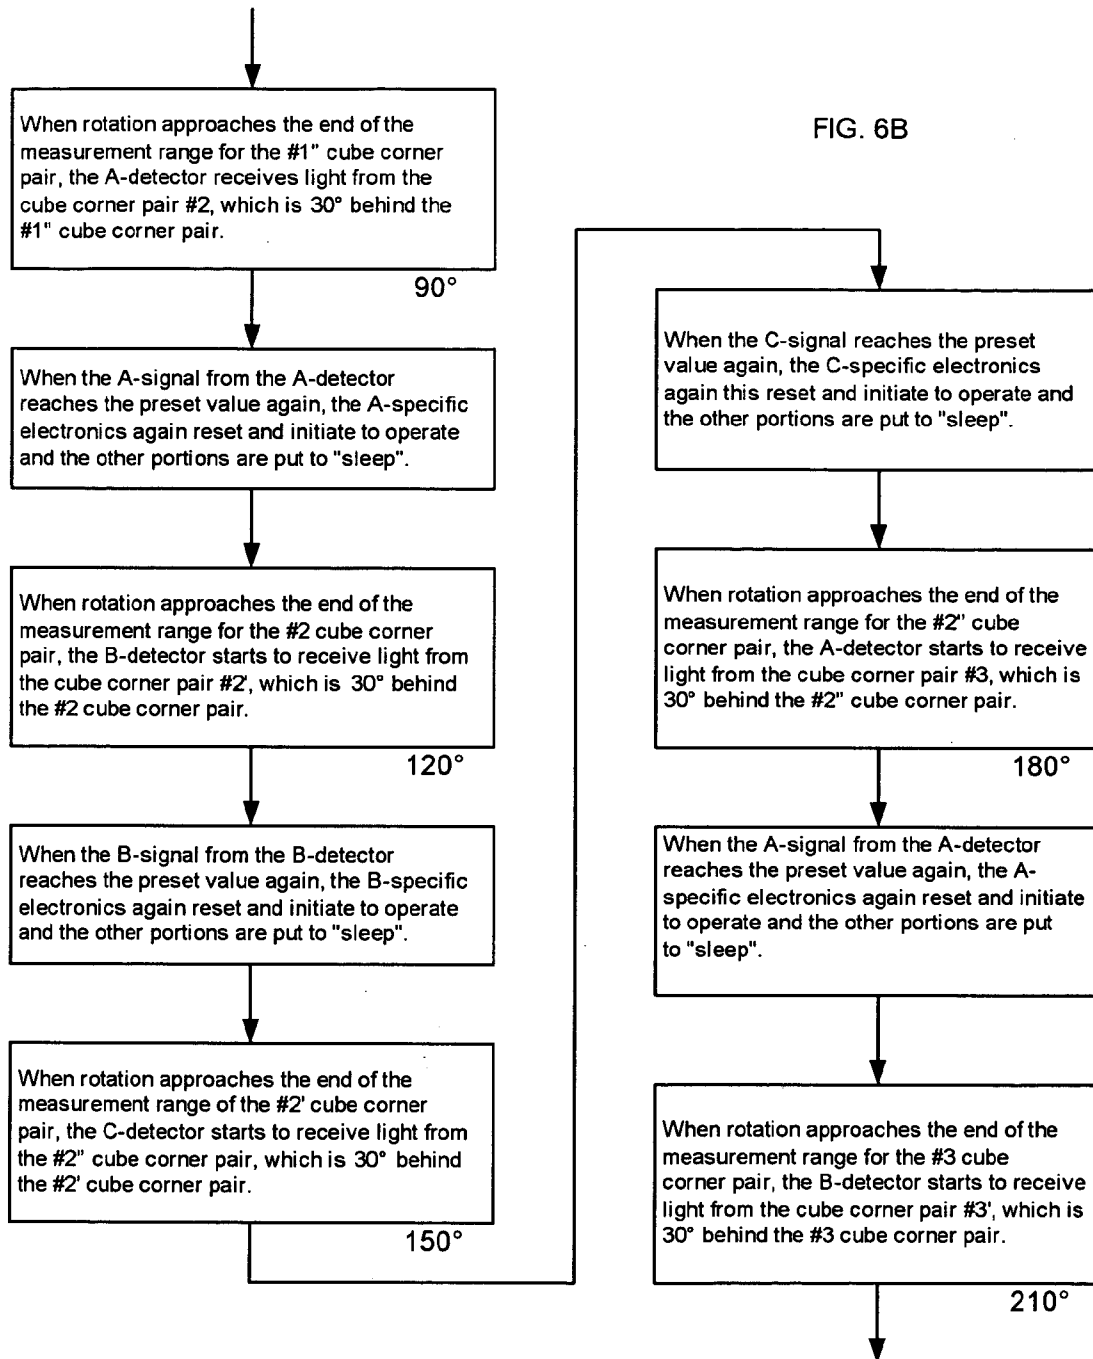 When rotation approaches the end of the
measurement range for the #1" cube corner
pair, the A-detector receives light from the
cube corner pair #2, which is 30° behind the
#1" cube corner pair.
90°
When the A-signal from the A-detector
reaches the preset value again, the A-specific
electronics again reset and initiate to operate
and the other portions are put to "sleep".
When rotation approaches the end of the
measurement range for the #2 cube corner
pair, the B-detector starts to receive light from
the cube corner pair #2', which is 30° behind
the #2 cube corner pair.
120°
When the B-signal from the B-detector
reaches the preset value again, the B-specific
electronics again reset and initiate to operate
and the other portions are put to "sleep".
When rotation approaches the end of the
measurement range of the #2' cube corner
pair, the C-detector starts to receive light from
the #2" cube corner pair, which is 30° behind
the #2' cube corner pair.
150°
FIG. 6B
When the C-signal reaches the preset
value again, the C-specific electronics
again this reset and initiate to operate and
the other portions are put to "sleep".
When rotation approaches the end of the
measurement range for the #2" cube
corner pair, the A-detector starts to receive
light from the cube corner pair #3, which is
30° behind the #2" cube corner pair.
180°
When the A-signal from the A-detector
reaches the preset value again, the A-
specific electronics again reset and initiate
to operate and the other portions are put
to "sleep".
When rotation approaches the end of the
measurement range for the #3 cube
corner pair, the B-detector starts to receive
light from the cube corner pair #3', which is
30° behind the #3 cube corner pair.
210°